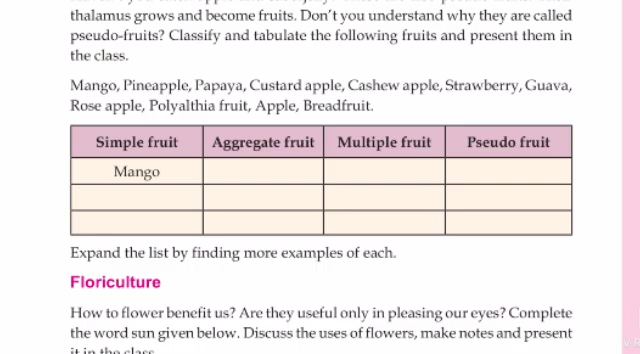 thalamus grows and become fruits. Don't you understand why they are called
pseudo-fruits? Classify and tabulate the following fruits and present them in
the class.
Mango, Pineapple, Papaya, Custard apple, Cashew apple, Strawberry, Guava,
Rose apple, Polyalthia fruit, Apple, Breadfruit.
Simple fruit Aggregate fruit Multiple fruit Pseudo fruit
Mango
Expand the list by finding more examples of each.
Floriculture
How to flower benefit us? Are they useful only in pleasing our eyes? Complete
the word sun given below. Discuss the uses of flowers, make notes and present
it in the class